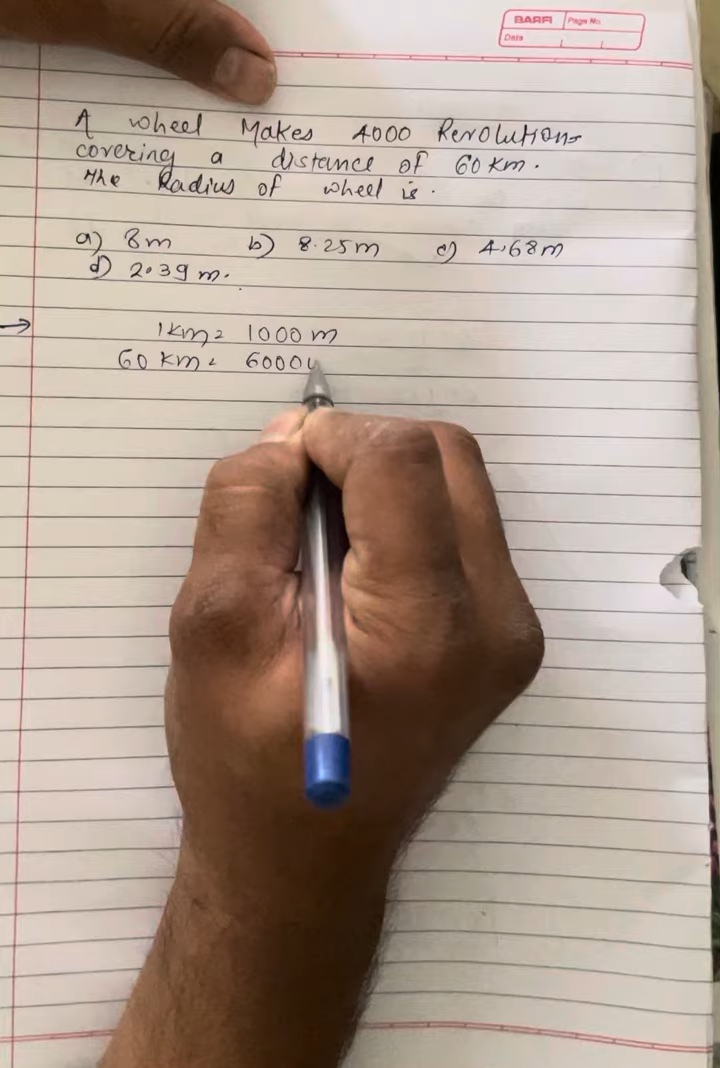 BARFI Page No.
Date
A wheel Makes 4000 Revolutions
covering a distance of 60 km.
the Radius of wheel is.
a) 8m b) 8.25m c) 4.68m
d) 2.39 m.
→ 1km = 1000 m
60 km = 6000